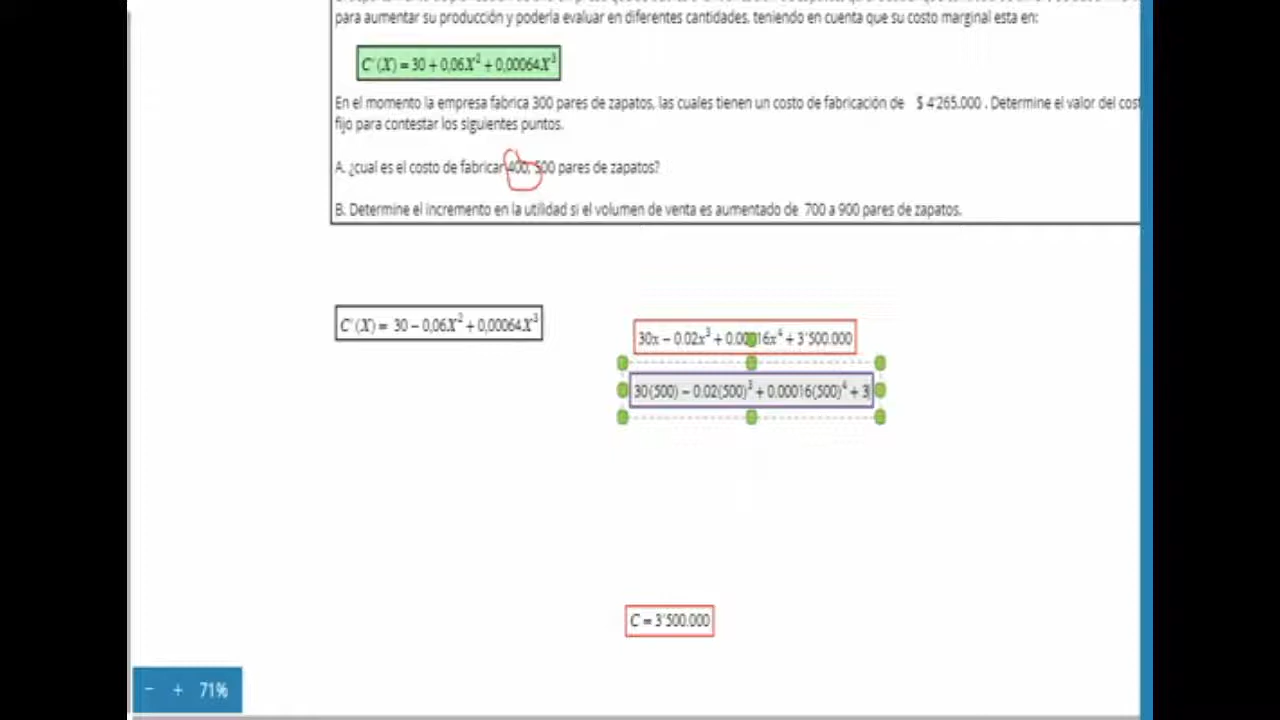 para aumentar su producción y poderla evaluar en diferentes cantidades, teniendo en cuenta que su costo marginal esta en:
C'(X) = 30 + 0,06X² + 0,00064X³
En el momento la empresa fabrica 300 pares de zapatos, las cuales tienen un costo de fabricación de $ 4'265.000 . Determine el valor del cost
fijo para contestar los siguientes puntos.
A. ¿cual es el costo de fabricar 400, 500 pares de zapatos?
B. Determine el incremento en la utilidad si el volumen de venta es aumentado de 700 a 900 pares de zapatos.
C'(X) = 30 − 0,06X² + 0,00064X³
30x − 0.02x³ + 0.00016x⁴ + 3'500.000
30(500) − 0.02(500)³ + 0.00016(500)⁴ + 3
C = 3'500.000
− + 71%